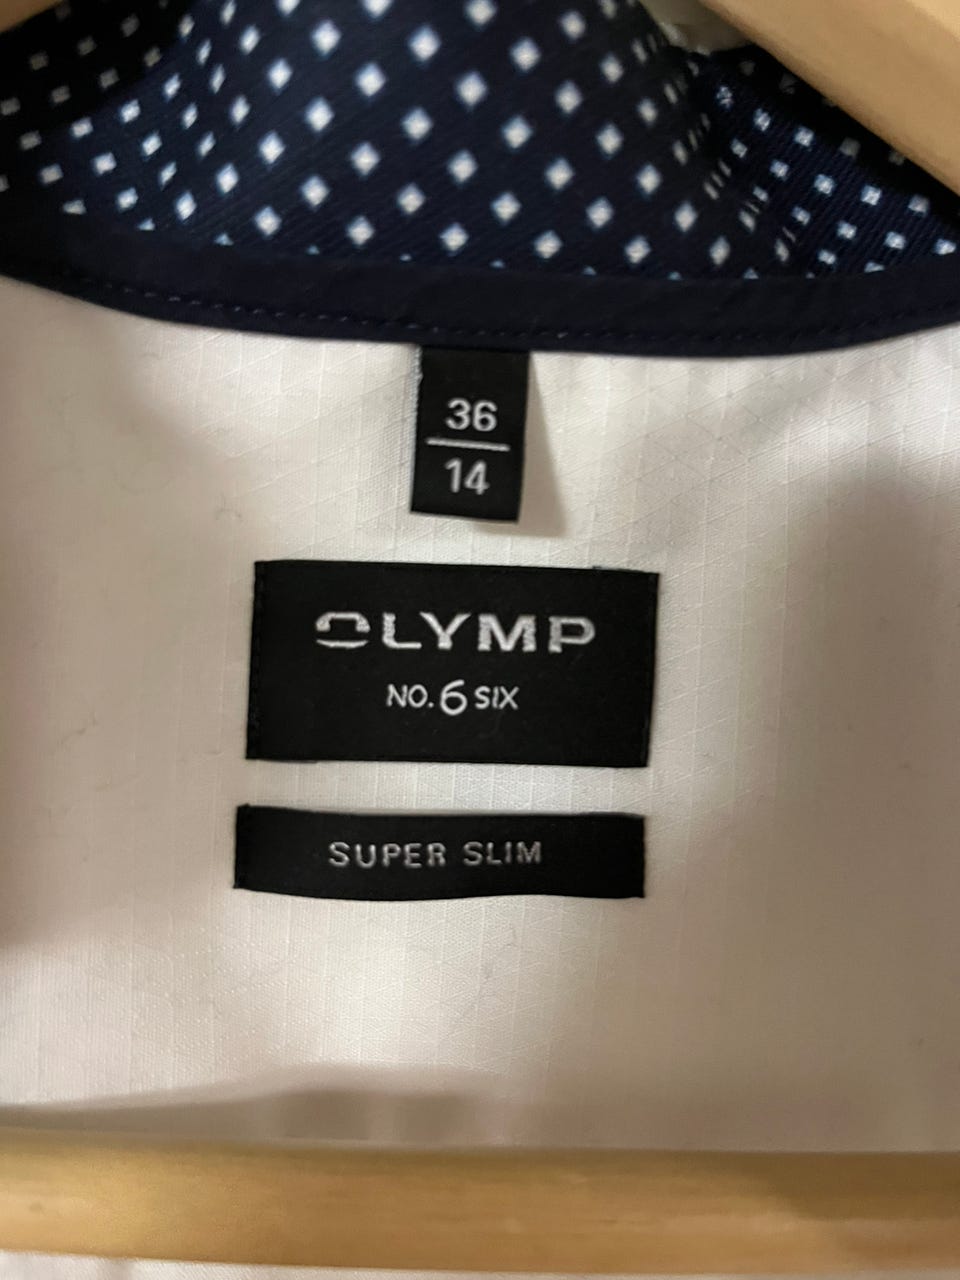 36
14
OLYMP
NO. 6 SIX
SUPER SLIM